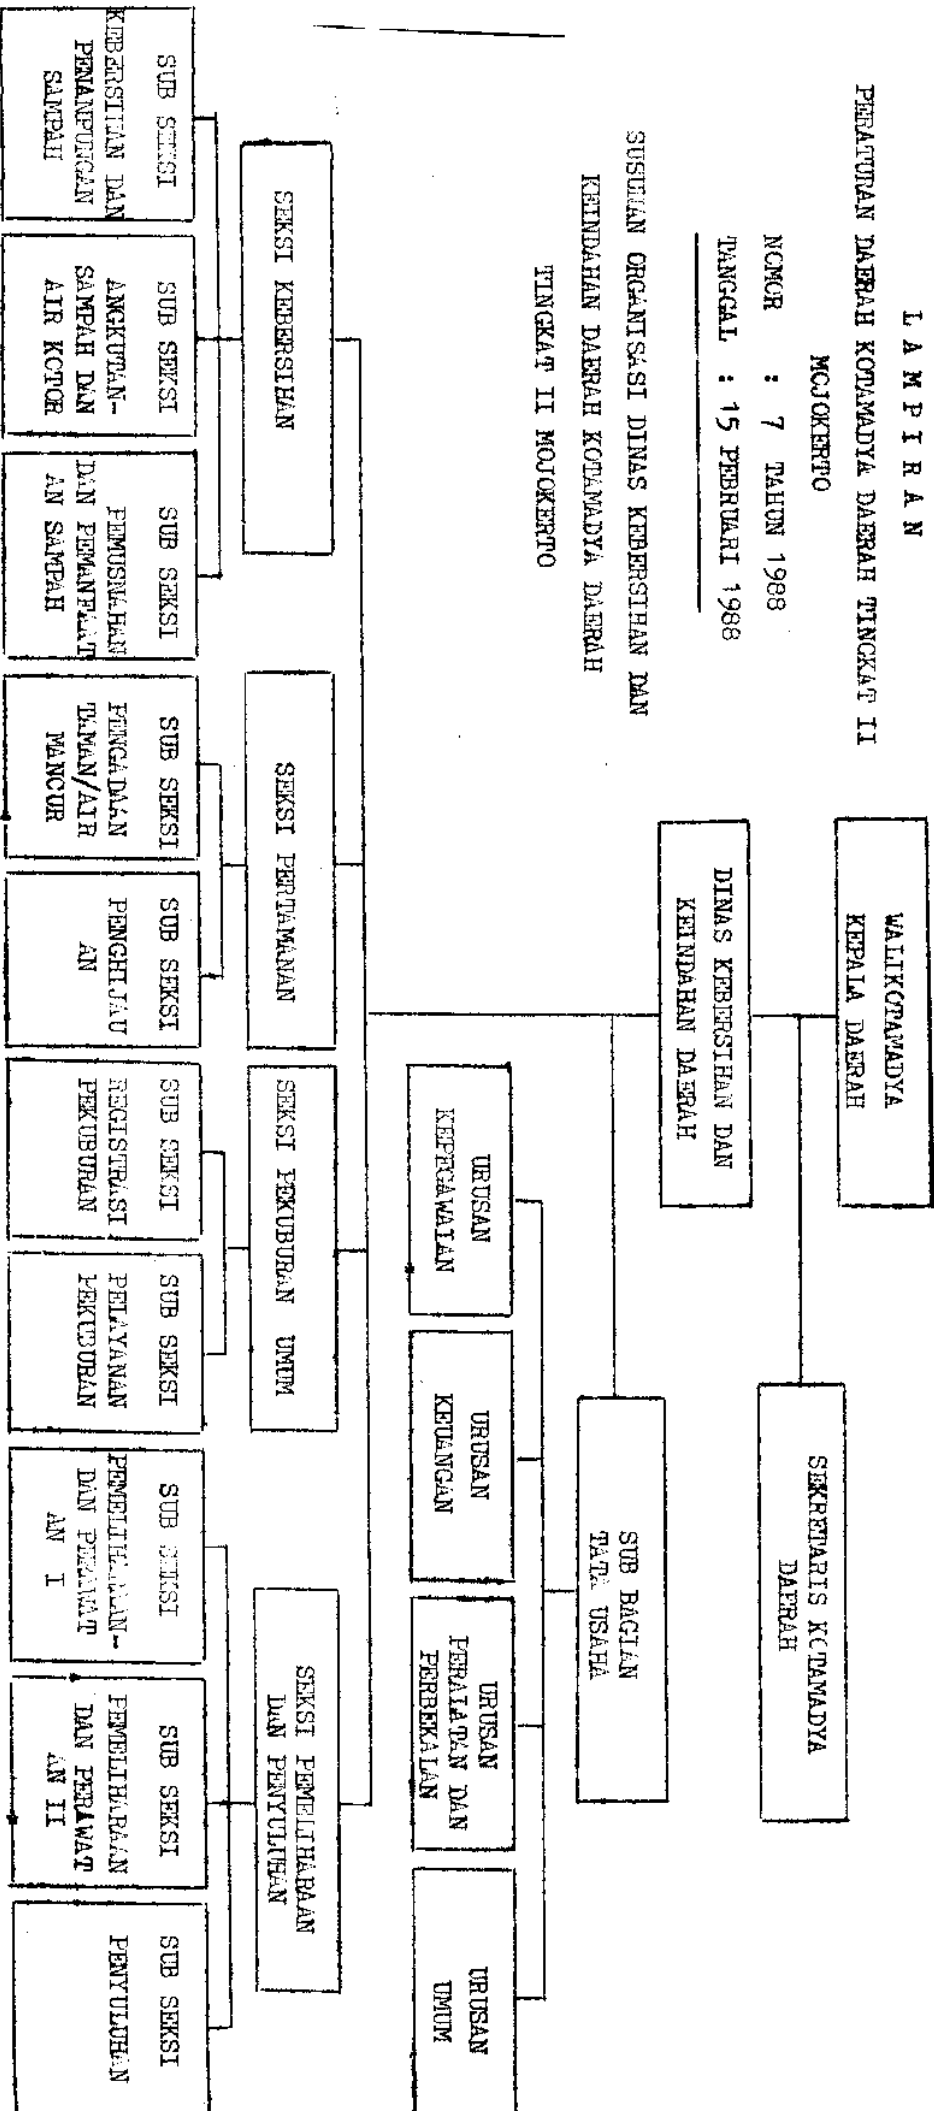 L A M P I R A N
PERATURAN DAERAH KOTAMADYA DAERAH TINGKAT II
MOJOKERTO
NOMOR : 7 TAHUN 1988
TANGGAL : 15 PEBRUARI 1988
SUSUNAN ORGANISASI DINAS KEBERSIHAN DAN
KEINDAHAN DAERAH KOTAMADYA DAERAH
TINGKAT II MOJOKERTO
WALIKOTAMADYA
KEPALA DAERAH
SEKRETARIS KOTAMADYA
DAERAH
DINAS KEBERSIHAN DAN
KEINDAHAN DAERAH
SUB BAGIAN
TATA USAHA
URUSAN
KEPEGAWAIAN
URUSAN
KEUANGAN
URUSAN
PERALATAN DAN
PERBEKALAN
URUSAN
UMUM
SEKSI KEBERSIHAN
SEKSI PERTAMANAN
SEKSI PEKUBURAN UMUM
SEKSI PEMELIHARAAN
DAN PENYULUHAN
SUB SEKSI
KEBERSIHAN DAN
PENANPUNGAN
SAMPAH
SUB SEKSI
ANGKUTAN-
SAMPAH DAN
AIR KOTOR
SUB SEKSI
PEMUSNAHAN
DAN PEMANFAAT
AN SAMPAH
SUB SEKSI
PENGADAAN
TAMAN/AIR
MANCUR
SUB SEKSI
PENGHIJAU
AN
SUB SEKSI
REGISTRASI
PEKUBURAN
SUB SEKSI
PELAYANAN
PEKUBURAN
SUB SEKSI
PEMELIHARAAN-
DAN PERAWAT
AN I
SUB SEKSI
PEMELIHARAAN
DAN PERAWAT
AN II
SUB SEKSI
PENYULUHAN